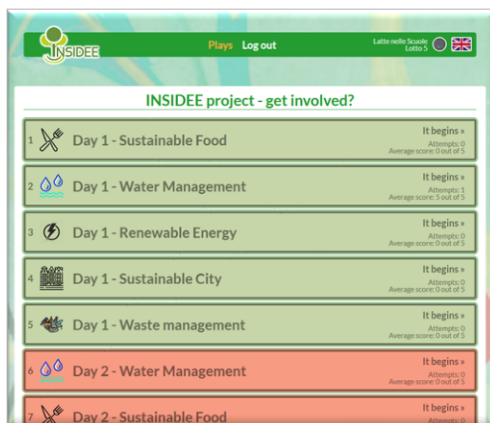 INSIDEE
Plays Log out
Latte nelle Scuole
Lotto 5
INSIDEE project - get involved?
1 Day 1 - Sustainable Food
It begins »
Attempts: 0
Average score: 0 out of 5
2 Day 1 - Water Management
It begins »
Attempts: 1
Average score: 5 out of 5
3 Day 1 - Renewable Energy
It begins »
Attempts: 0
Average score: 0 out of 5
4 Day 1 - Sustainable City
It begins »
Attempts: 0
Average score: 0 out of 5
5 Day 1 - Waste management
It begins »
Attempts: 0
Average score: 0 out of 5
6 Day 2 - Water Management
It begins »
Attempts: 0
Average score: 0 out of 5
7 Day 2 - Sustainable Food
It begins »
Attempts: 0